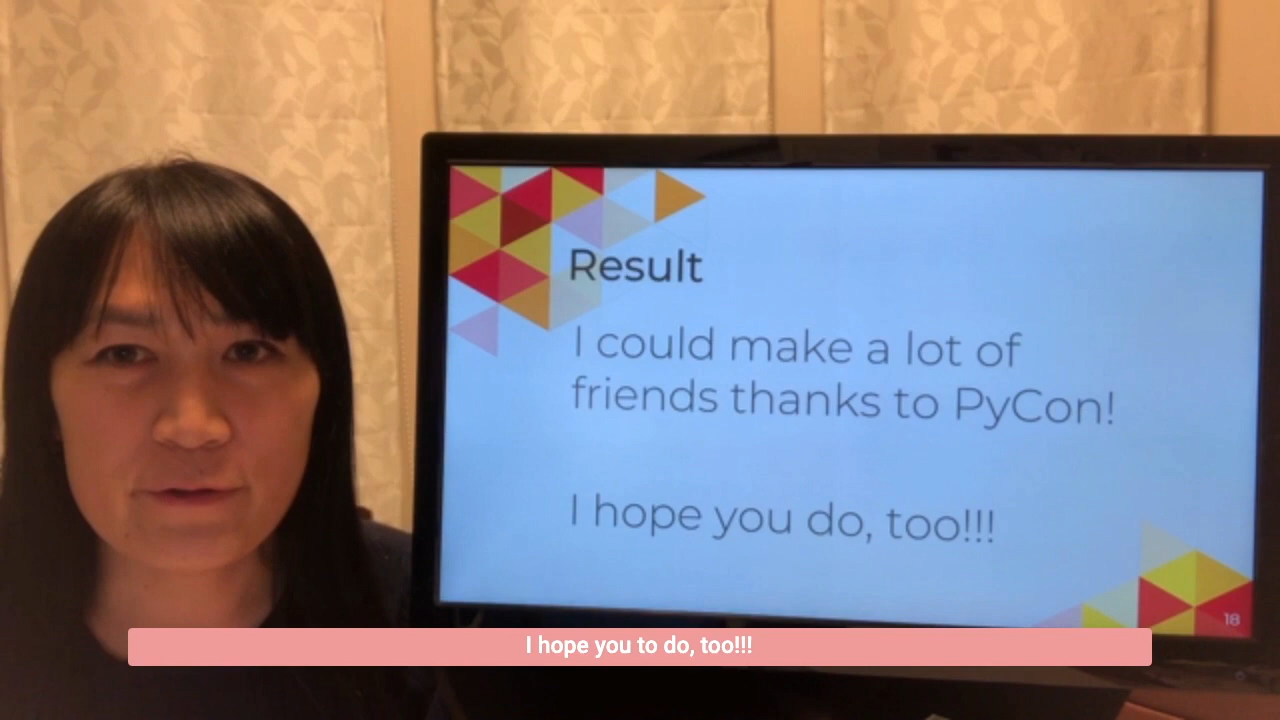 Result
I could make a lot of
friends thanks to PyCon!
I hope you do, too!!!
18
I hope you to do, too!!!